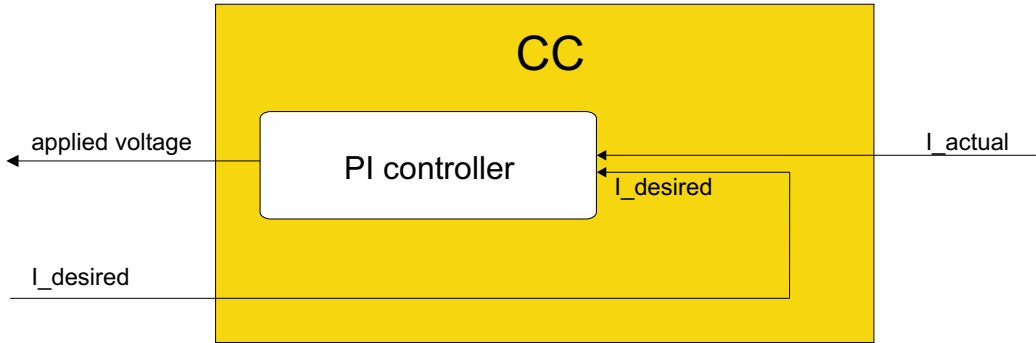 CC
applied voltage
I_actual
PI controller
I_desired
I_desired